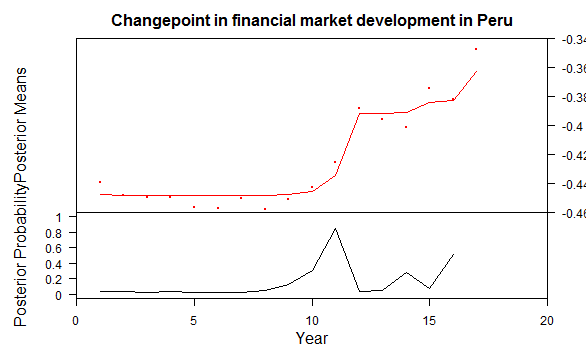 Changepoint in financial market development in Peru
Posterior Means
-0.34
-0.36
-0.38
-0.4
-0.42
-0.44
-0.46
Posterior Probability
1
0.8
0.6
0.4
0.2
0
0 5 10 15 20
Year